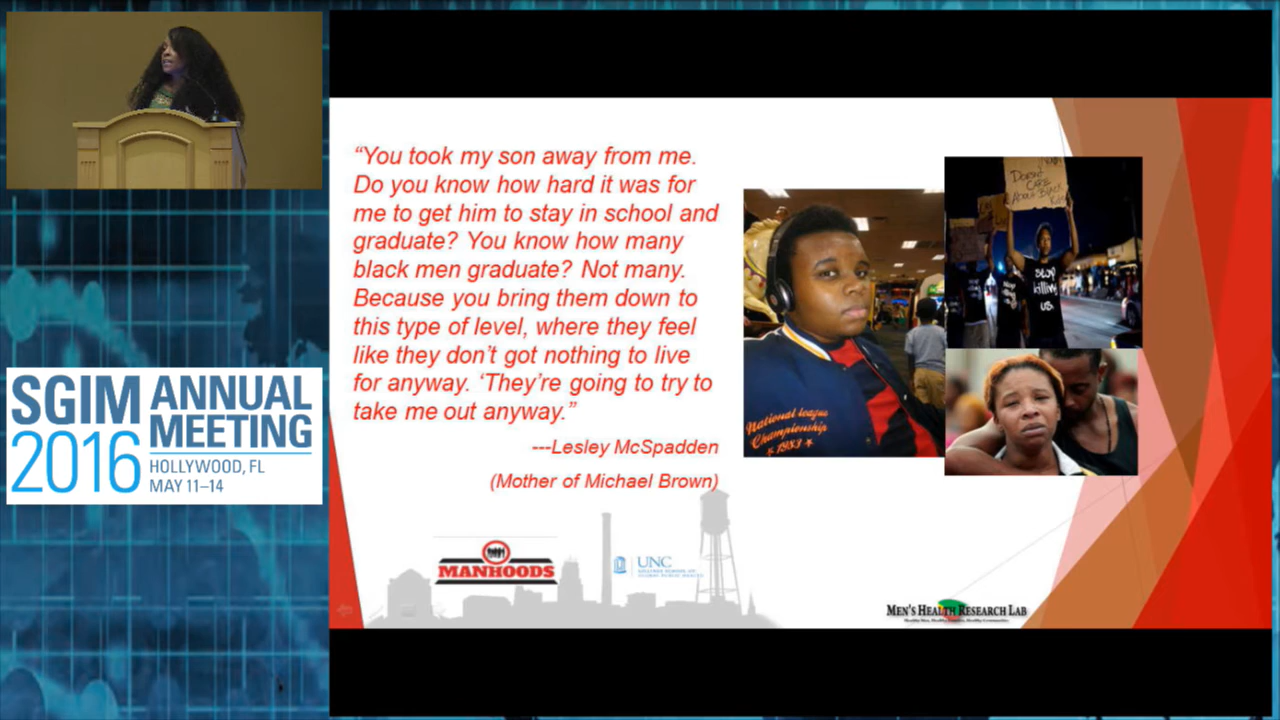 SGIM ANNUAL
2016 MEETING
HOLLYWOOD, FL
MAY 11–14
“You took my son away from me.
Do you know how hard it was for
me to get him to stay in school and
graduate? You know how many
black men graduate? Not many.
Because you bring them down to
this type of level, where they feel
like they don’t got nothing to live
for anyway. ‘They’re going to try to
take me out anyway.”
---Lesley McSpadden
(Mother of Michael Brown)
National league
Championship
1983
DOESN'T
CARE
ABOUT BLACK
Stop
killing
us.
MANHOODS
UNC
MEN'S HEALTH RESEARCH LAB